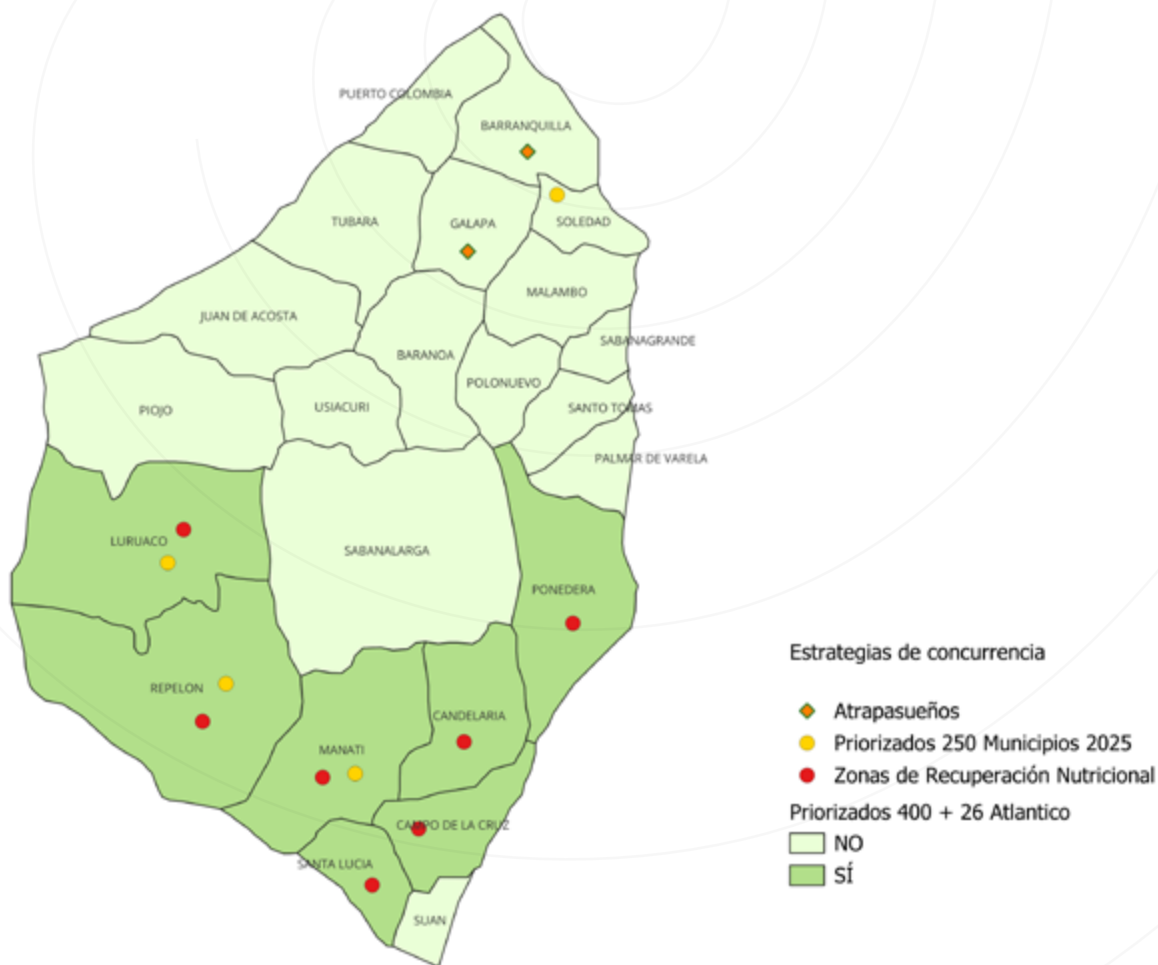 PUERTO COLOMBIA
BARRANQUILLA
TUBARA
GALAPA
SOLEDAD
MALAMBO
JUAN DE ACOSTA
SABANAGRANDE
BARANOA
POLONUEVO
PIOJO
USIACURI
SANTO TOMAS
PALMAR DE VARELA
LURUACO
SABANALARGA
PONEDERA
REPELON
CANDELARIA
MANATI
CAMPO DE LA CRUZ
SANTA LUCIA
SUAN
Estrategias de concurrencia
Atrapasueños
Priorizados 250 Municipios 2025
Zonas de Recuperación Nutricional
Priorizados 400 + 26 Atlantico
NO
SÍ